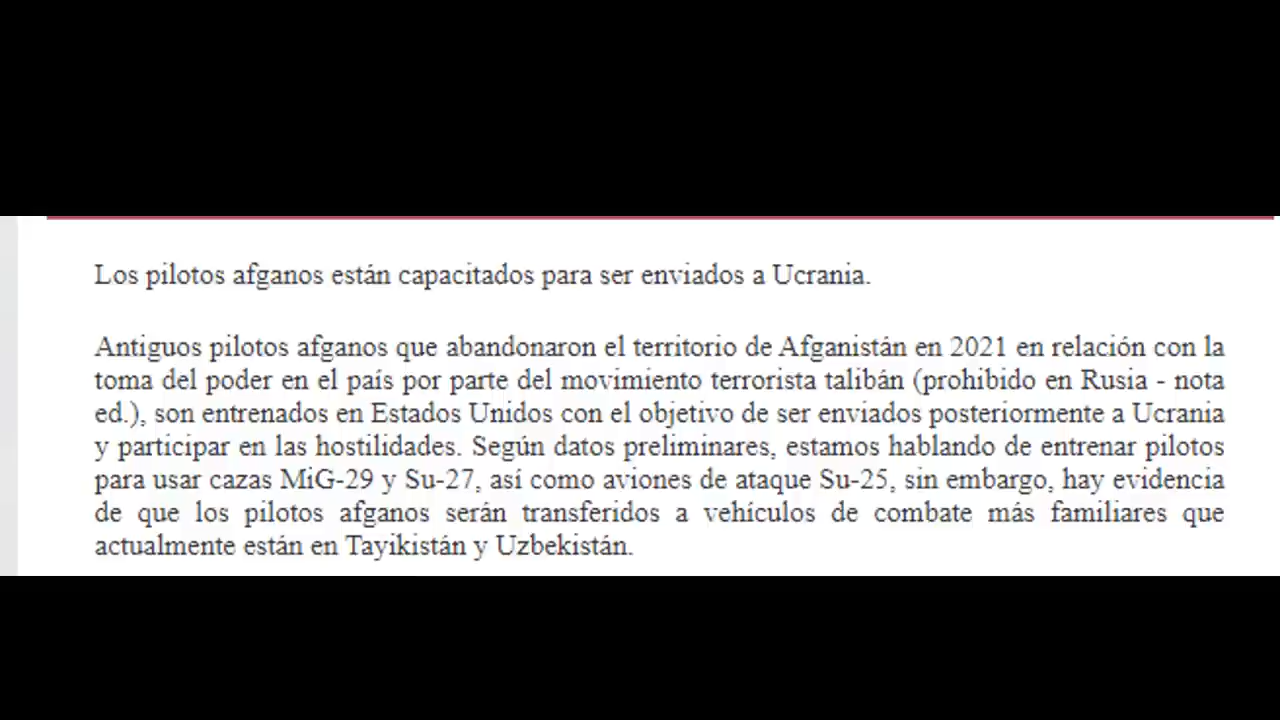 Los pilotos afganos están capacitados para ser enviados a Ucrania.
Antiguos pilotos afganos que abandonaron el territorio de Afganistán en 2021 en relación con la
toma del poder en el país por parte del movimiento terrorista talibán (prohibido en Rusia - nota
ed.), son entrenados en Estados Unidos con el objetivo de ser enviados posteriormente a Ucrania
y participar en las hostilidades. Según datos preliminares, estamos hablando de entrenar pilotos
para usar cazas MiG-29 y Su-27, así como aviones de ataque Su-25, sin embargo, hay evidencia
de que los pilotos afganos serán transferidos a vehículos de combate más familiares que
actualmente están en Tayikistán y Uzbekistán.